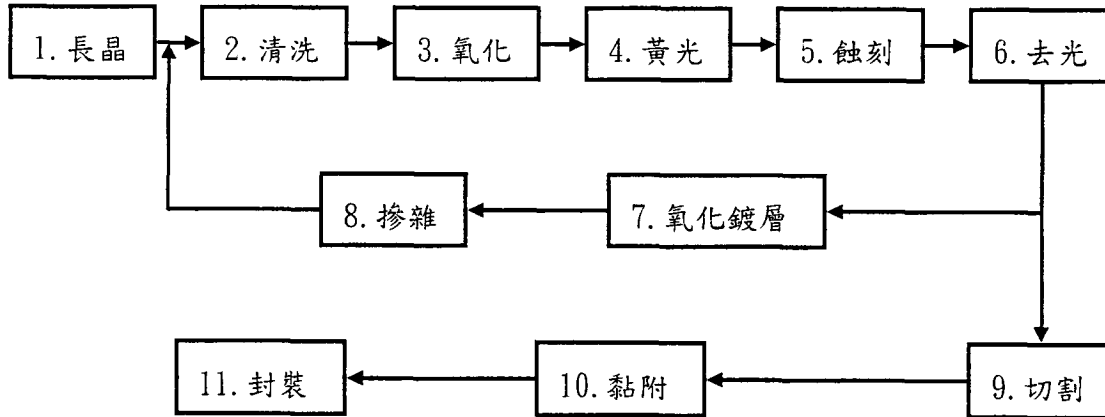 1.長晶
2.清洗
3.氧化
4.黃光
5.蝕刻
6.去光
8.摻雜
7.氧化鍍層
11.封裝
10.黏附
9.切割